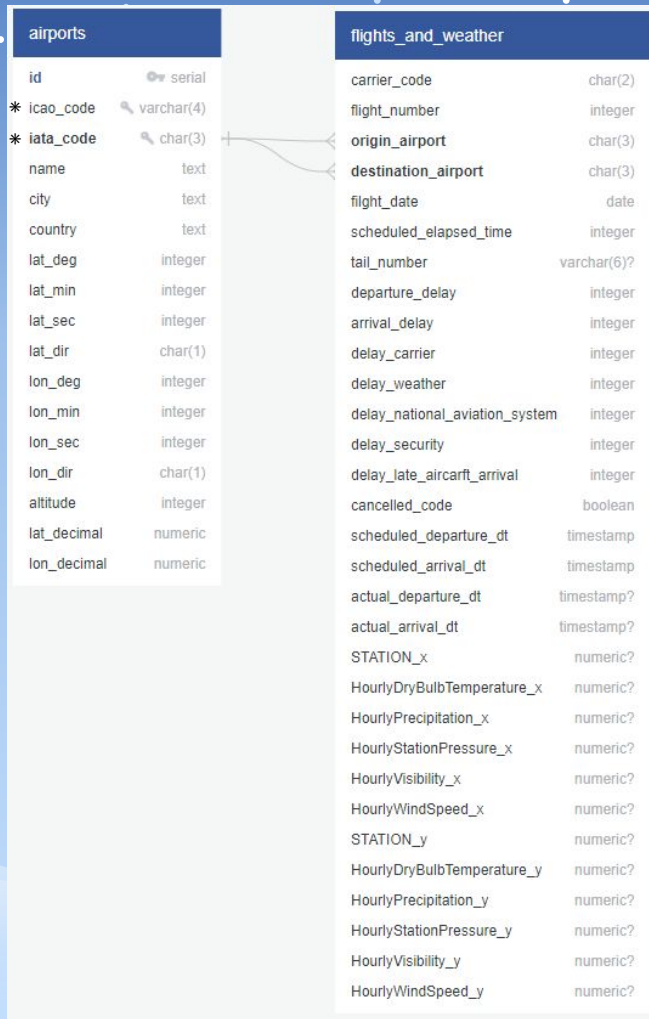 airports
id serial
* icao_code varchar(4)
* iata_code char(3)
name text
city text
country text
lat_deg integer
lat_min integer
lat_sec integer
lat_dir char(1)
lon_deg integer
lon_min integer
lon_sec integer
lon_dir char(1)
altitude integer
lat_decimal numeric
lon_decimal numeric
flights_and_weather
carrier_code char(2)
flight_number integer
origin_airport char(3)
destination_airport char(3)
filght_date date
scheduled_elapsed_time integer
tail_number varchar(6)?
departure_delay integer
arrival_delay integer
delay_carrier integer
delay_weather integer
delay_national_aviation_system integer
delay_security integer
delay_late_aircarft_arrival integer
cancelled_code boolean
scheduled_departure_dt timestamp
scheduled_arrival_dt timestamp
actual_departure_dt timestamp?
actual_arrival_dt timestamp?
STATION_x numeric?
HourlyDryBulbTemperature_x numeric?
HourlyPrecipitation_x numeric?
HourlyStationPressure_x numeric?
HourlyVisibility_x numeric?
HourlyWindSpeed_x numeric?
STATION_y numeric?
HourlyDryBulbTemperature_y numeric?
HourlyPrecipitation_y numeric?
HourlyStationPressure_y numeric?
HourlyVisibility_y numeric?
HourlyWindSpeed_y numeric?